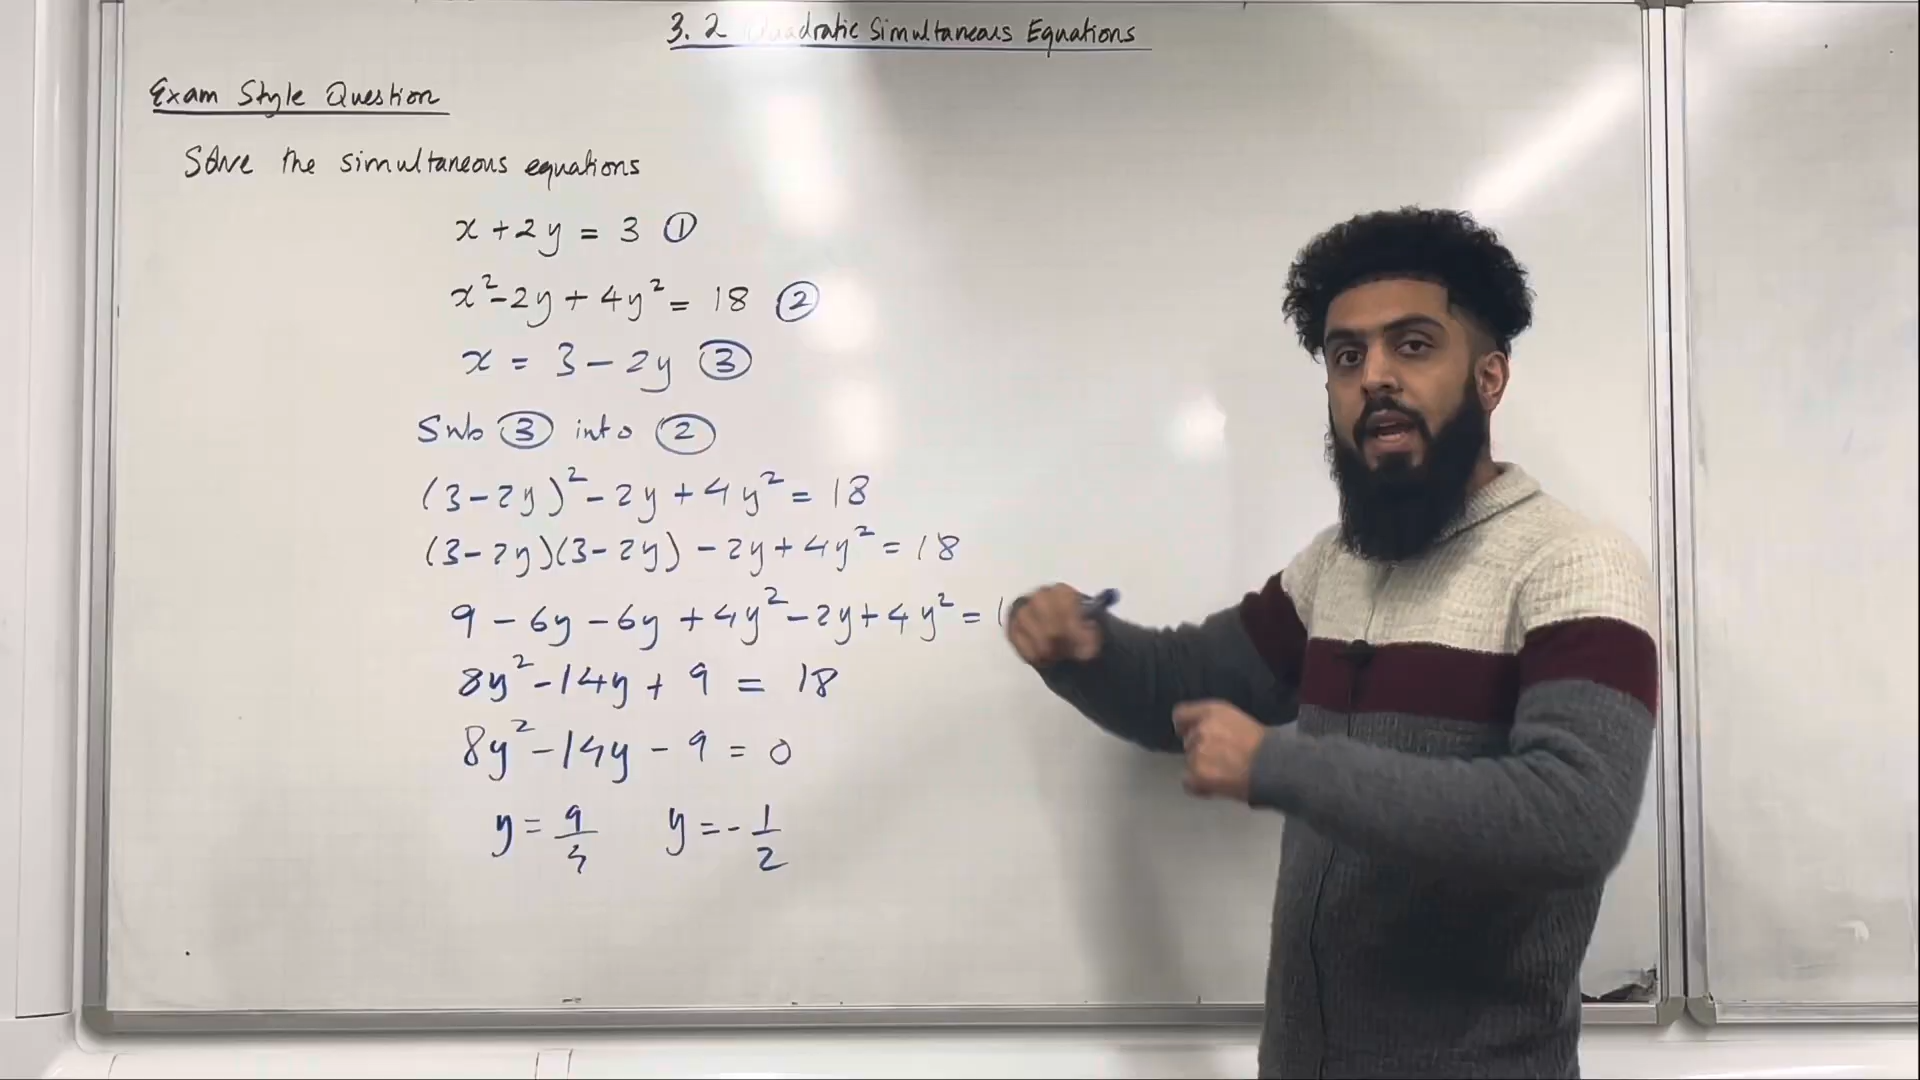 3.2 Quadratic Simultaneous Equations
Exam Style Question
Solve the simultaneous equations
x + 2y = 3 ①
x² - 2y + 4y² = 18 ②
x = 3 - 2y ③
Sub ③ into ②
(3 - 2y)² - 2y + 4y² = 18
(3 - 2y)(3 - 2y) - 2y + 4y² = 18
9 - 6y - 6y + 4y² - 2y + 4y² = 1
8y² - 14y + 9 = 18
8y² - 14y - 9 = 0
y = 9/4 y = -1/2